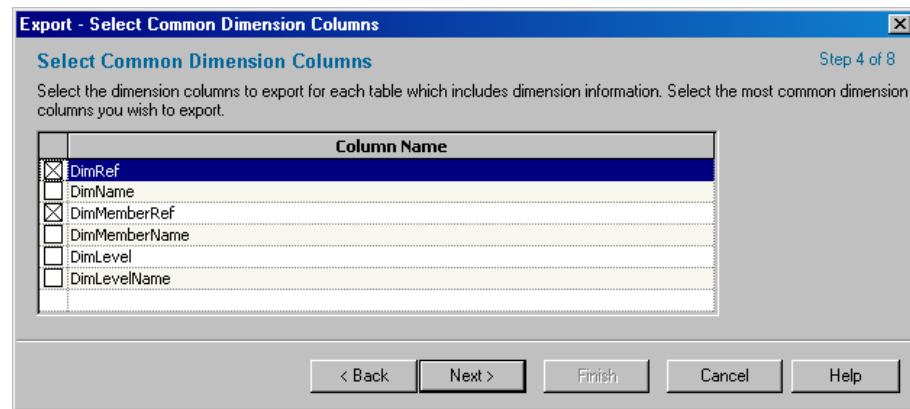 Export - Select Common Dimension Columns
Select Common Dimension Columns
Step 4 of 8
Select the dimension columns to export for each table which includes dimension information. Select the most common dimension
columns you wish to export.
Column Name
DimRef
DimName
DimMemberRef
DimMemberName
DimLevel
DimLevelName
< Back
Next >
Finish
Cancel
Help